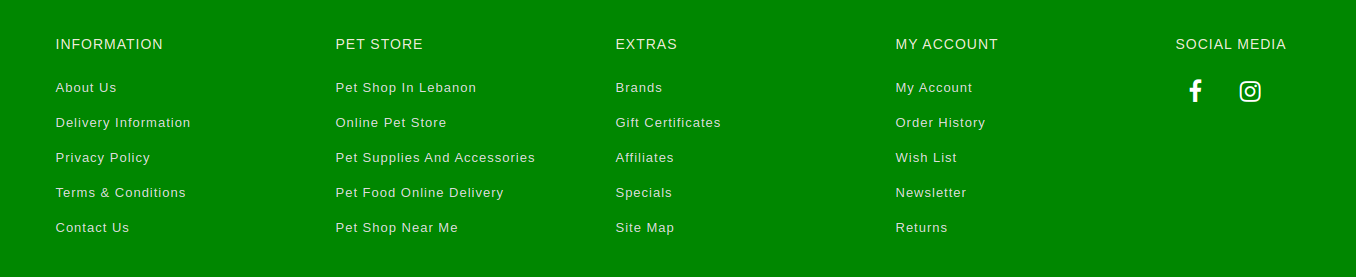 INFORMATION
About Us
Delivery Information
Privacy Policy
Terms & Conditions
Contact Us
PET STORE
Pet Shop In Lebanon
Online Pet Store
Pet Supplies And Accessories
Pet Food Online Delivery
Pet Shop Near Me
EXTRAS
Brands
Gift Certificates
Affiliates
Specials
Site Map
MY ACCOUNT
My Account
Order History
Wish List
Newsletter
Returns
SOCIAL MEDIA